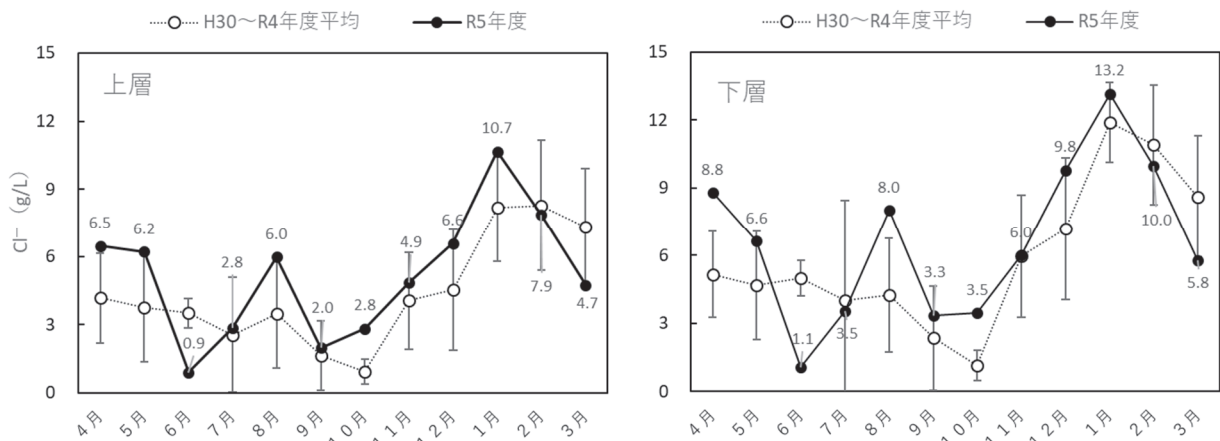 H30～R4年度平均 R5年度
上層
Cl⁻（g/L）
15
12
9
6
3
0
6.5
6.2
0.9
2.8
6.0
2.0
2.8
4.9
6.6
10.7
7.9
4.7
4月
5月
6月
7月
8月
9月
10月
11月
12月
1月
2月
3月
H30～R4年度平均 R5年度
下層
15
12
9
6
3
0
8.8
6.6
1.1
3.5
8.0
3.3
3.5
6.0
9.8
13.2
10.0
5.8
4月
5月
6月
7月
8月
9月
10月
11月
12月
1月
2月
3月